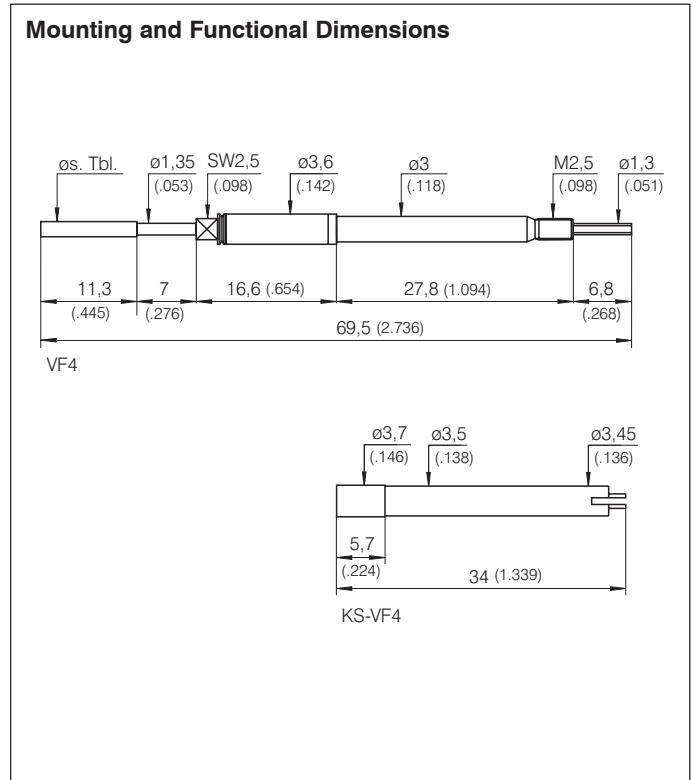 Mounting and Functional Dimensions
øs. Tbl. ø1,35 SW2,5 ø3,6 ø3 M2,5 ø1,3
(.053) (.098) (.142) (.118) (.098) (.051)
11,3 7 16,6 (.654) 27,8 (1.094) 6,8
(.445) (.276) (.268)
69,5 (2.736)
VF4
ø3,7 ø3,5 ø3,45
(.146) (.138) (.136)
5,7
(.224) 34 (1.339)
KS-VF4